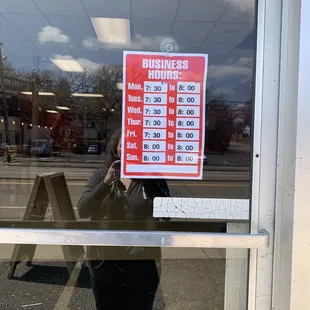 BUSINESS
HOURS:
Mon. 7:30 to 8:00
Tues. 7:30 to 8:00
Wed. 7:30 to 8:00
Thur. 7:30 to 8:00
Fri. 7:30 to 8:00
Sat. 8:00 to 8:00
Sun. 8:00 to 8:00